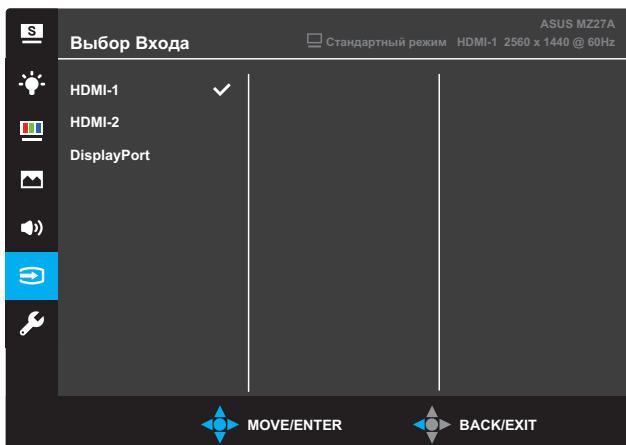 S
ASUS MZ27A
Выбор Входа
Стандартный режим HDMI-1 2560 x 1440 @ 60Hz
HDMI-1
HDMI-2
DisplayPort
MOVE/ENTER
BACK/EXIT